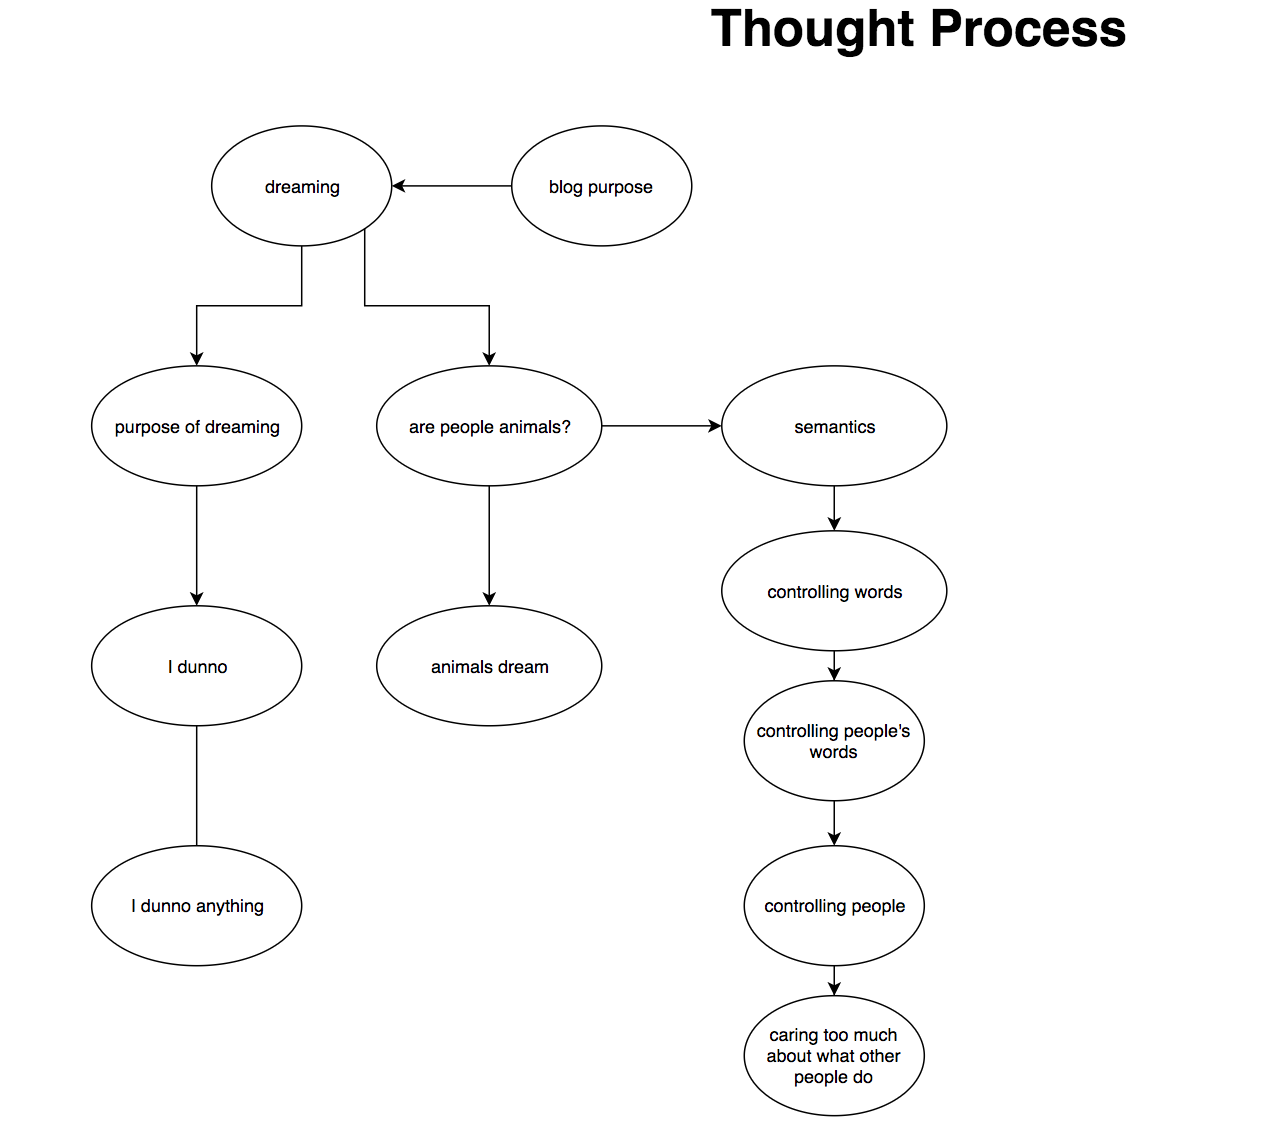 Thought Process
dreaming
blog purpose
purpose of dreaming
are people animals?
semantics
controlling words
I dunno
animals dream
controlling people's
words
I dunno anything
controlling people
caring too much
about what other
people do